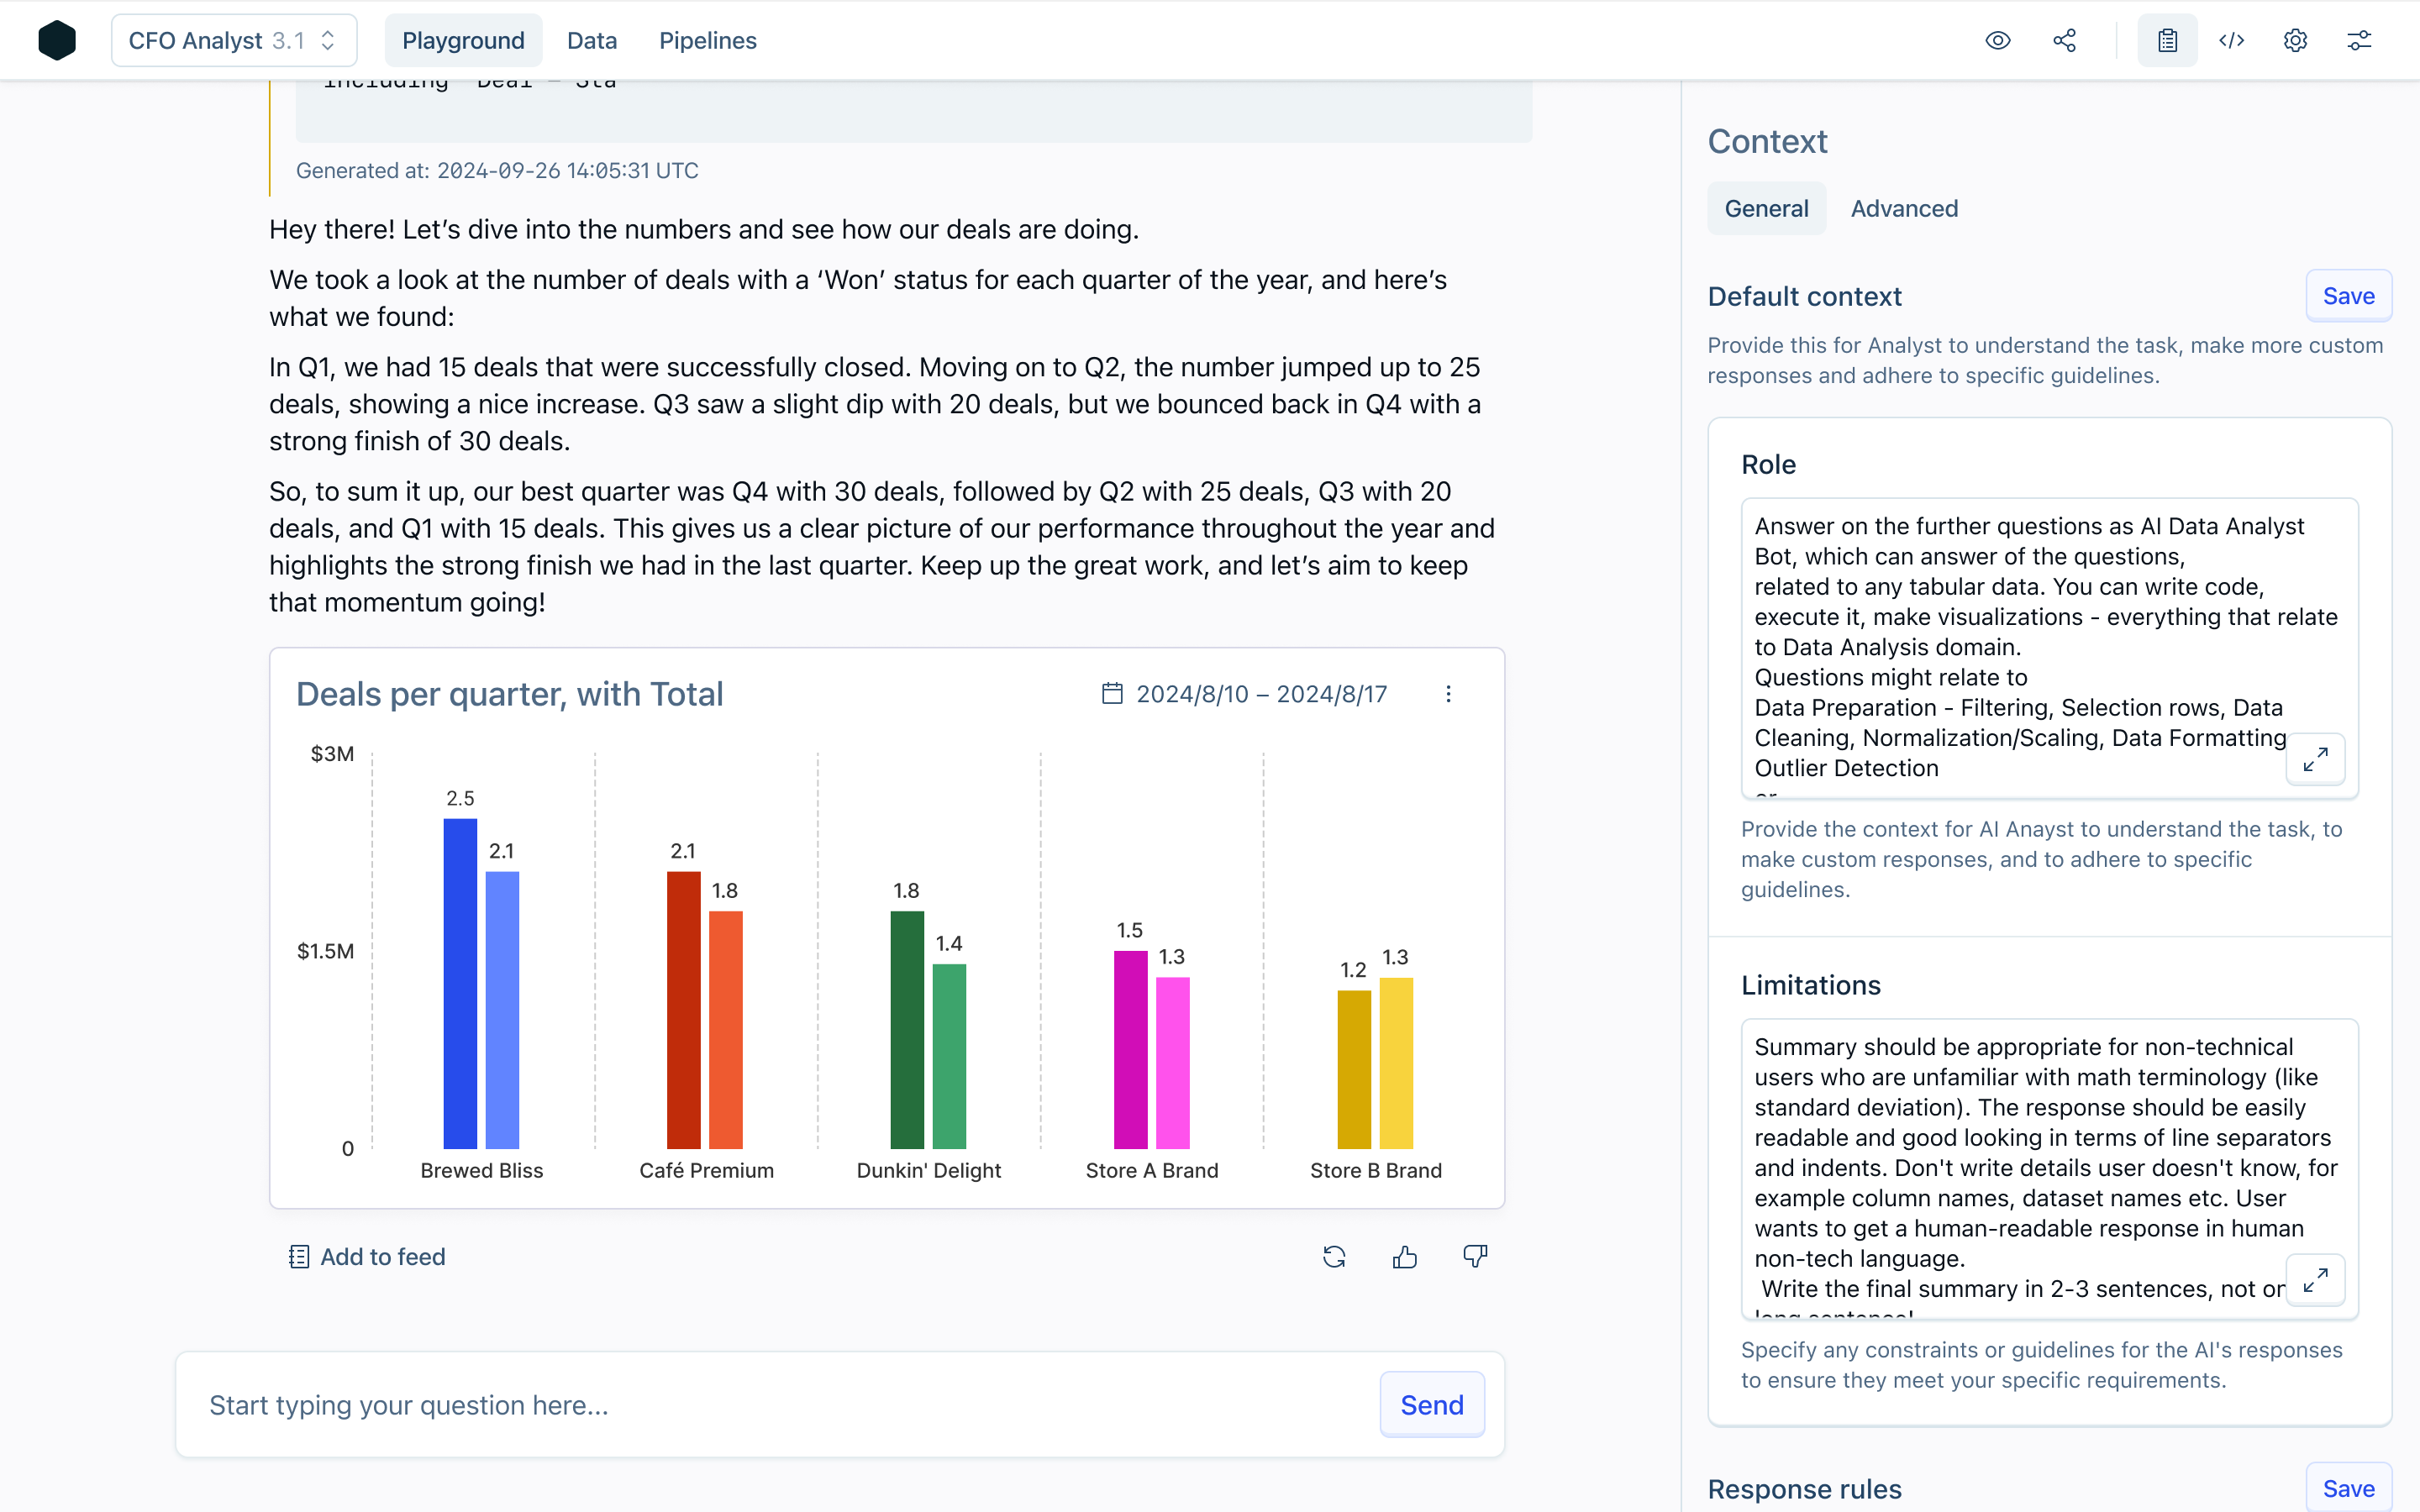 CFO Analyst 3.1
Playground
Data
Pipelines
including "Deal – Sta
Generated at: 2024-09-26 14:05:31 UTC
Hey there! Let’s dive into the numbers and see how our deals are doing.
We took a look at the number of deals with a ‘Won’ status for each quarter of the year, and here’s
what we found:
In Q1, we had 15 deals that were successfully closed. Moving on to Q2, the number jumped up to 25
deals, showing a nice increase. Q3 saw a slight dip with 20 deals, but we bounced back in Q4 with a
strong finish of 30 deals.
So, to sum it up, our best quarter was Q4 with 30 deals, followed by Q2 with 25 deals, Q3 with 20
deals, and Q1 with 15 deals. This gives us a clear picture of our performance throughout the year and
highlights the strong finish we had in the last quarter. Keep up the great work, and let’s aim to keep
that momentum going!
Deals per quarter, with Total
2024/8/10 – 2024/8/17
$3M
$1.5M
0
2.5
2.1
2.1
1.8
1.8
1.4
1.5
1.3
1.2
1.3
Brewed Bliss
Café Premium
Dunkin' Delight
Store A Brand
Store B Brand
Add to feed
Start typing your question here...
Send
Context
General
Advanced
Default context
Save
Provide this for Analyst to understand the task, make more custom
responses and adhere to specific guidelines.
Role
Answer on the further questions as AI Data Analyst
Bot, which can answer of the questions,
related to any tabular data. You can write code,
execute it, make visualizations - everything that relate
to Data Analysis domain.
Questions might relate to
Data Preparation - Filtering, Selection rows, Data
Cleaning, Normalization/Scaling, Data Formatting
Outlier Detection
or
Provide the context for AI Anayst to understand the task, to
make custom responses, and to adhere to specific
guidelines.
Limitations
Summary should be appropriate for non-technical
users who are unfamiliar with math terminology (like
standard deviation). The response should be easily
readable and good looking in terms of line separators
and indents. Don't write details user doesn't know, for
example column names, dataset names etc. User
wants to get a human-readable response in human
non-tech language.
Write the final summary in 2-3 sentences, not on
long sentence!
Specify any constraints or guidelines for the AI's responses
to ensure they meet your specific requirements.
Response rules
Save